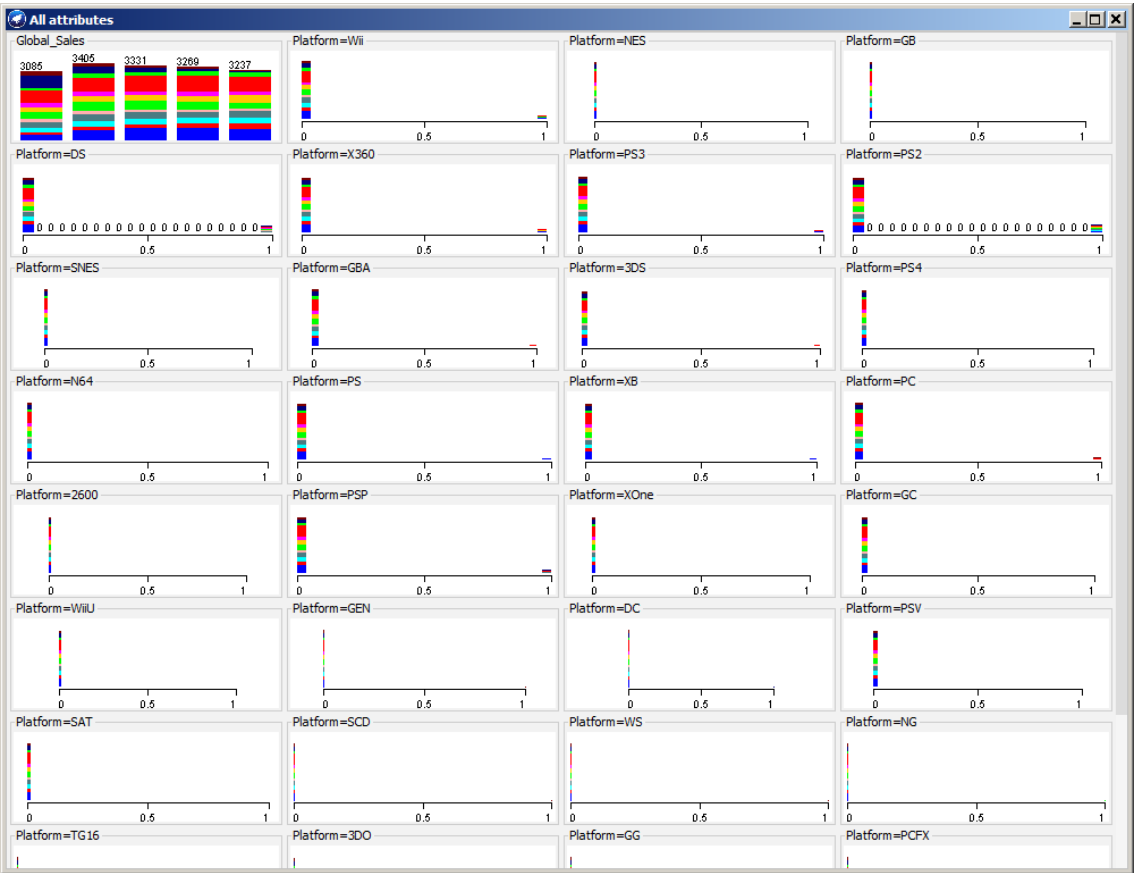 All attributes
Global_Sales Platform=Wii Platform=NES Platform=GB
3085 3405 3331 3269 3237
0 0.5 1 0 0.5 1 0 0.5 1
Platform=DS Platform=X360 Platform=PS3 Platform=PS2
0 0 0 0 0 0 0 0 0 0 0 0 0 0 0 0 0 0 0 0 0 0 0 0 0 0 0 0 0 0 0 0 0 0 0 0 0 0
0 0.5 1 0 0.5 1 0 0.5 1 0 0.5 1
Platform=SNES Platform=GBA Platform=3DS Platform=PS4
0 0.5 1 0 0.5 1 0 0.5 1 0 0.5 1
Platform=N64 Platform=PS Platform=XB Platform=PC
0 0.5 1 0 0.5 1 0 0.5 1 0 0.5 1
Platform=2600 Platform=PSP Platform=XOne Platform=GC
0 0.5 1 0 0.5 1 0 0.5 1 0 0.5 1
Platform=WiiU Platform=GEN Platform=DC Platform=PSV
0 0.5 1 0 0.5 1 0 0.5 1 0 0.5 1
Platform=SAT Platform=SCD Platform=WS Platform=NG
0 0.5 1 0 0.5 1 0 0.5 1 0 0.5 1
Platform=TG16 Platform=3DO Platform=GG Platform=PCFX